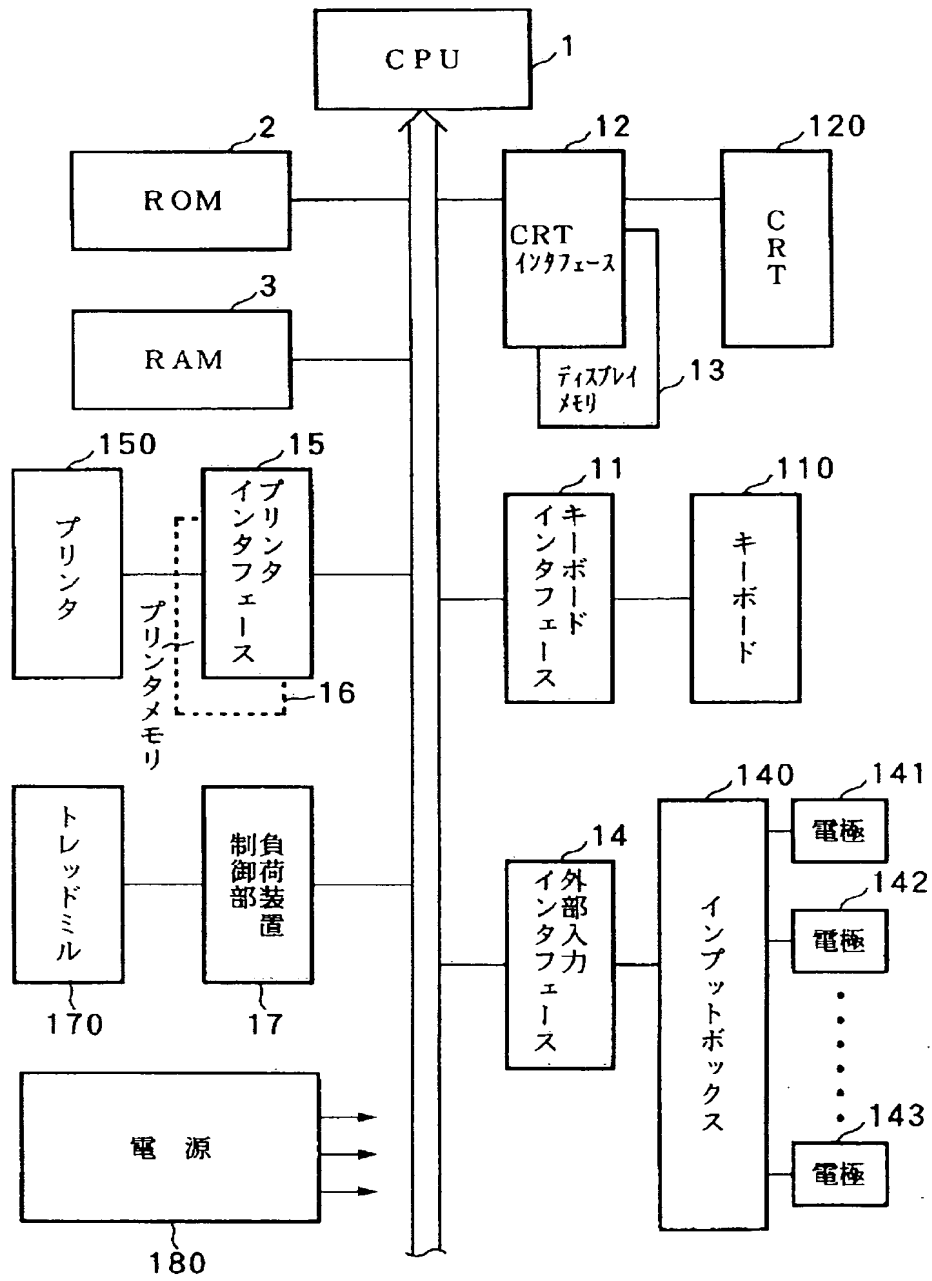 CPU
1
2
ROM
3
RAM
12
CRT
インタフェース
120
CRT
ディスプレイ
メモリ
13
150
プリンタ
15
プリンタ
インタフェース
プリンタメモリ
16
11
キーボード
インタフェース
110
キーボード
トレッドミル
170
負荷装置
制御部
17
14
外部入力
インタフェース
140
インプットボックス
141
電極
142
電極
143
電極
電源
180